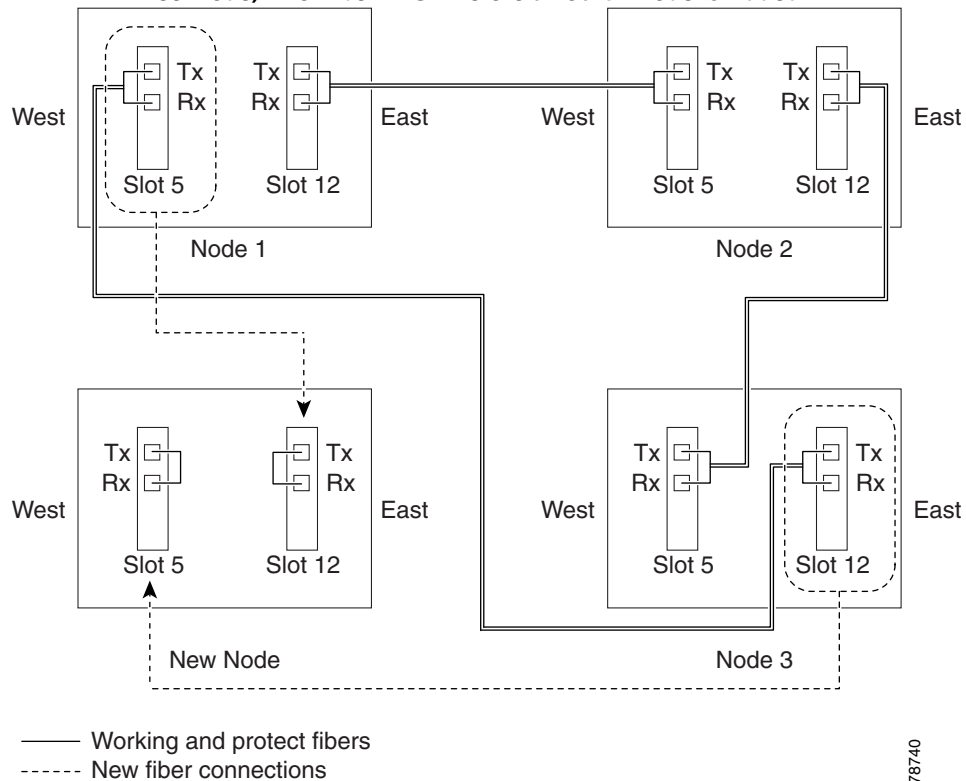 Tx
Rx
Slot 5
Tx
Rx
Slot 12
West
East
Node 1
Tx
Rx
Slot 5
Tx
Rx
Slot 12
West
East
Node 2
Tx
Rx
Slot 5
Tx
Rx
Slot 12
West
East
New Node
Tx
Rx
Slot 5
Tx
Rx
Slot 12
West
East
Node 3
Working and protect fibers
New fiber connections
78740